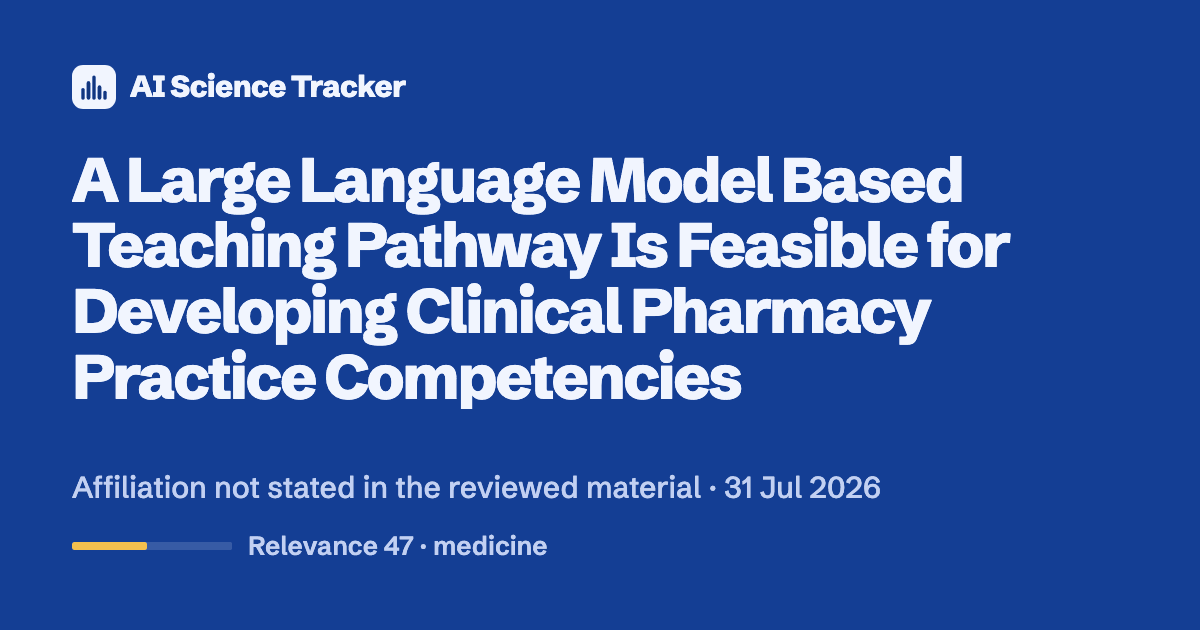 AI Science Tracker
A Large Language Model Based
Teaching Pathway Is Feasible for
Developing Clinical Pharmacy
Practice Competencies
Affiliation not stated in the reviewed material · 31 Jul 2026
Relevance 47 · medicine